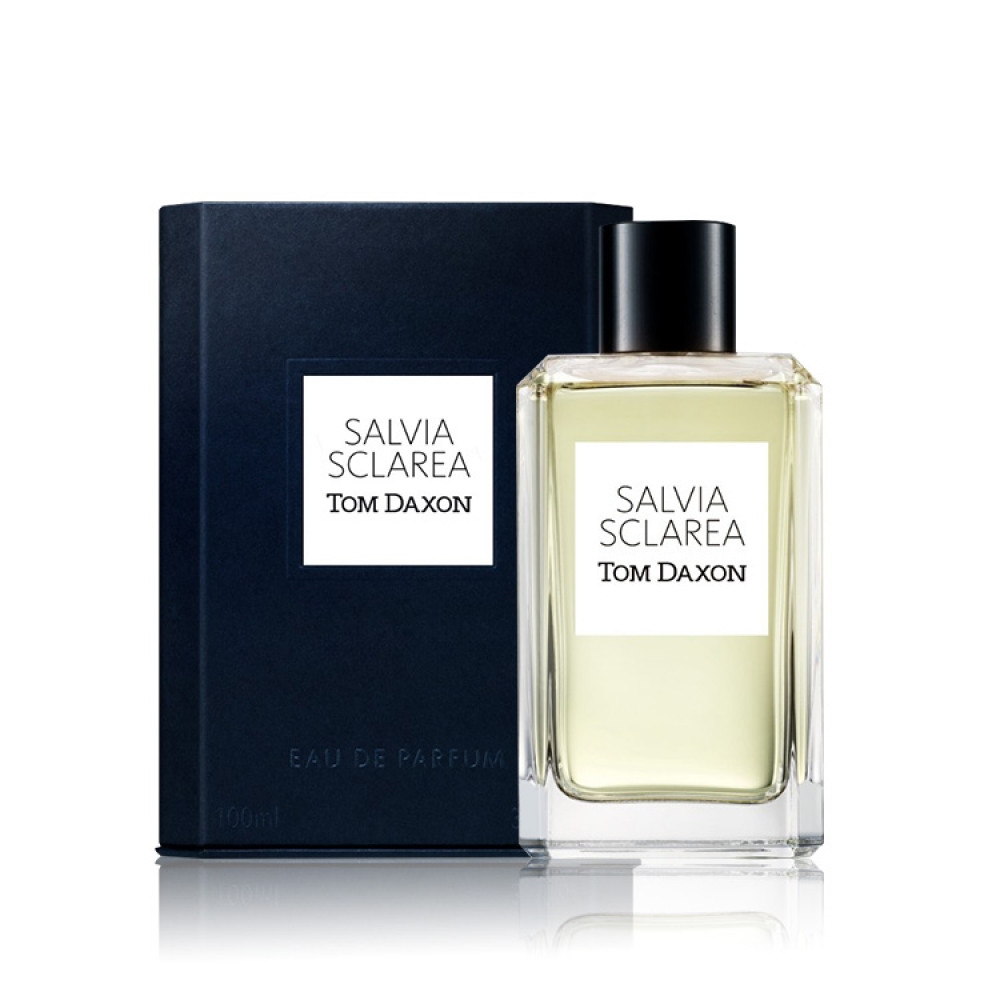 SALVIA
SCLAREA
TOM DAXON
EAU DE PARFUM
100ml
SALVIA
SCLAREA
TOM DAXON